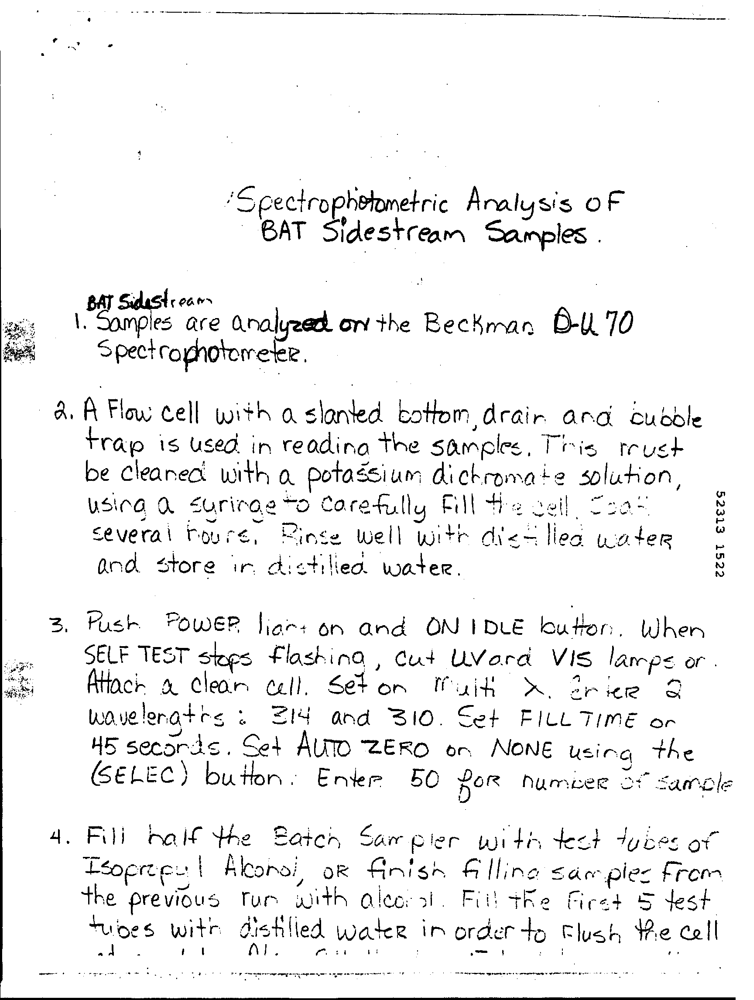 Spectrophotometric Analysis of
BAT Sidestream Samples.
BAT Sidestream
1. Samples are analyzed on the Beckman D-U 70
Spectrophotometer.
2. A Flow cell with a slanted bottom, drain and bubble
trap is used in reading the samples. This must
be cleaned with a potassium dichromate solution,
using a syringe to carefully fill the cell. Soak
several hours. Rinse well with distilled water
and store in distilled water.
52313 1522
3. Push POWER light on and ON IDLE button. When
SELF TEST stops flashing, cut UV and VIS lamps on.
Attach a clean cell. Set on Multi λ. Enter 2
wavelengths: 314 and 310. Set FILL TIME on
45 seconds. Set AUTO ZERO on NONE using the
(SELEC) button. Enter 50 for number of sample
4. Fill half the Batch Sampler with test tubes of
Isopropyl Alcohol, or finish filling samples from
the previous run with alcohol. Fill the first 5 test
tubes with distilled water in order to flush the cell